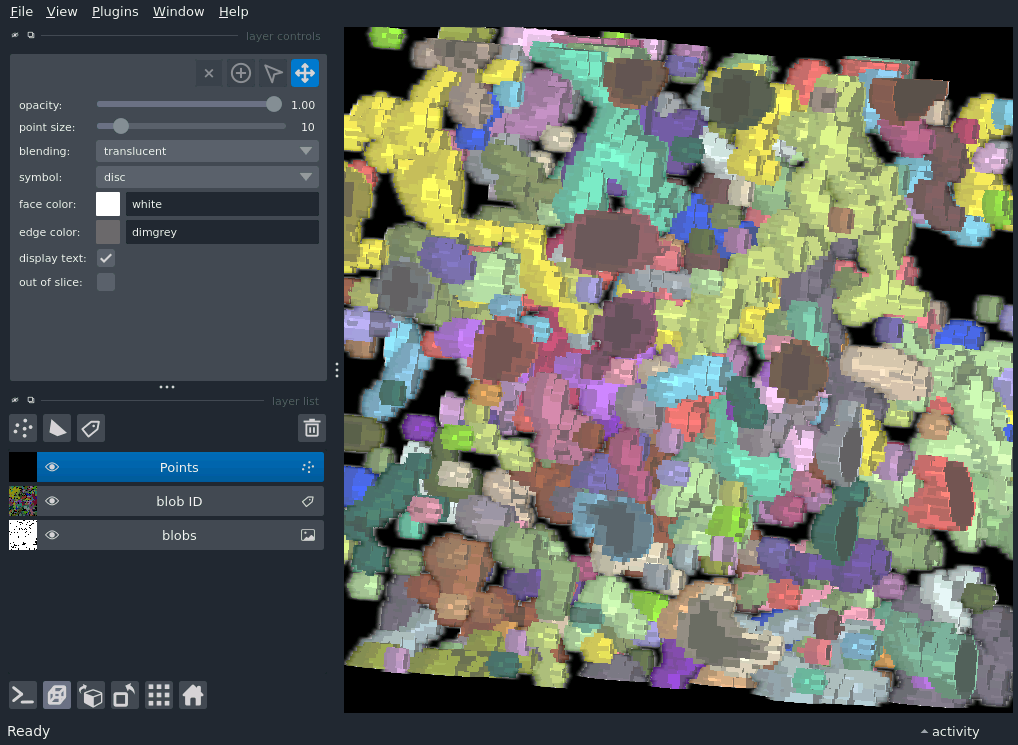 File View Plugins Window Help
layer controls
opacity: 1.00
point size: 10
blending: translucent
symbol: disc
face color: white
edge color: dimgrey
display text:
out of slice:
layer list
Points
blob ID
blobs
Ready activity